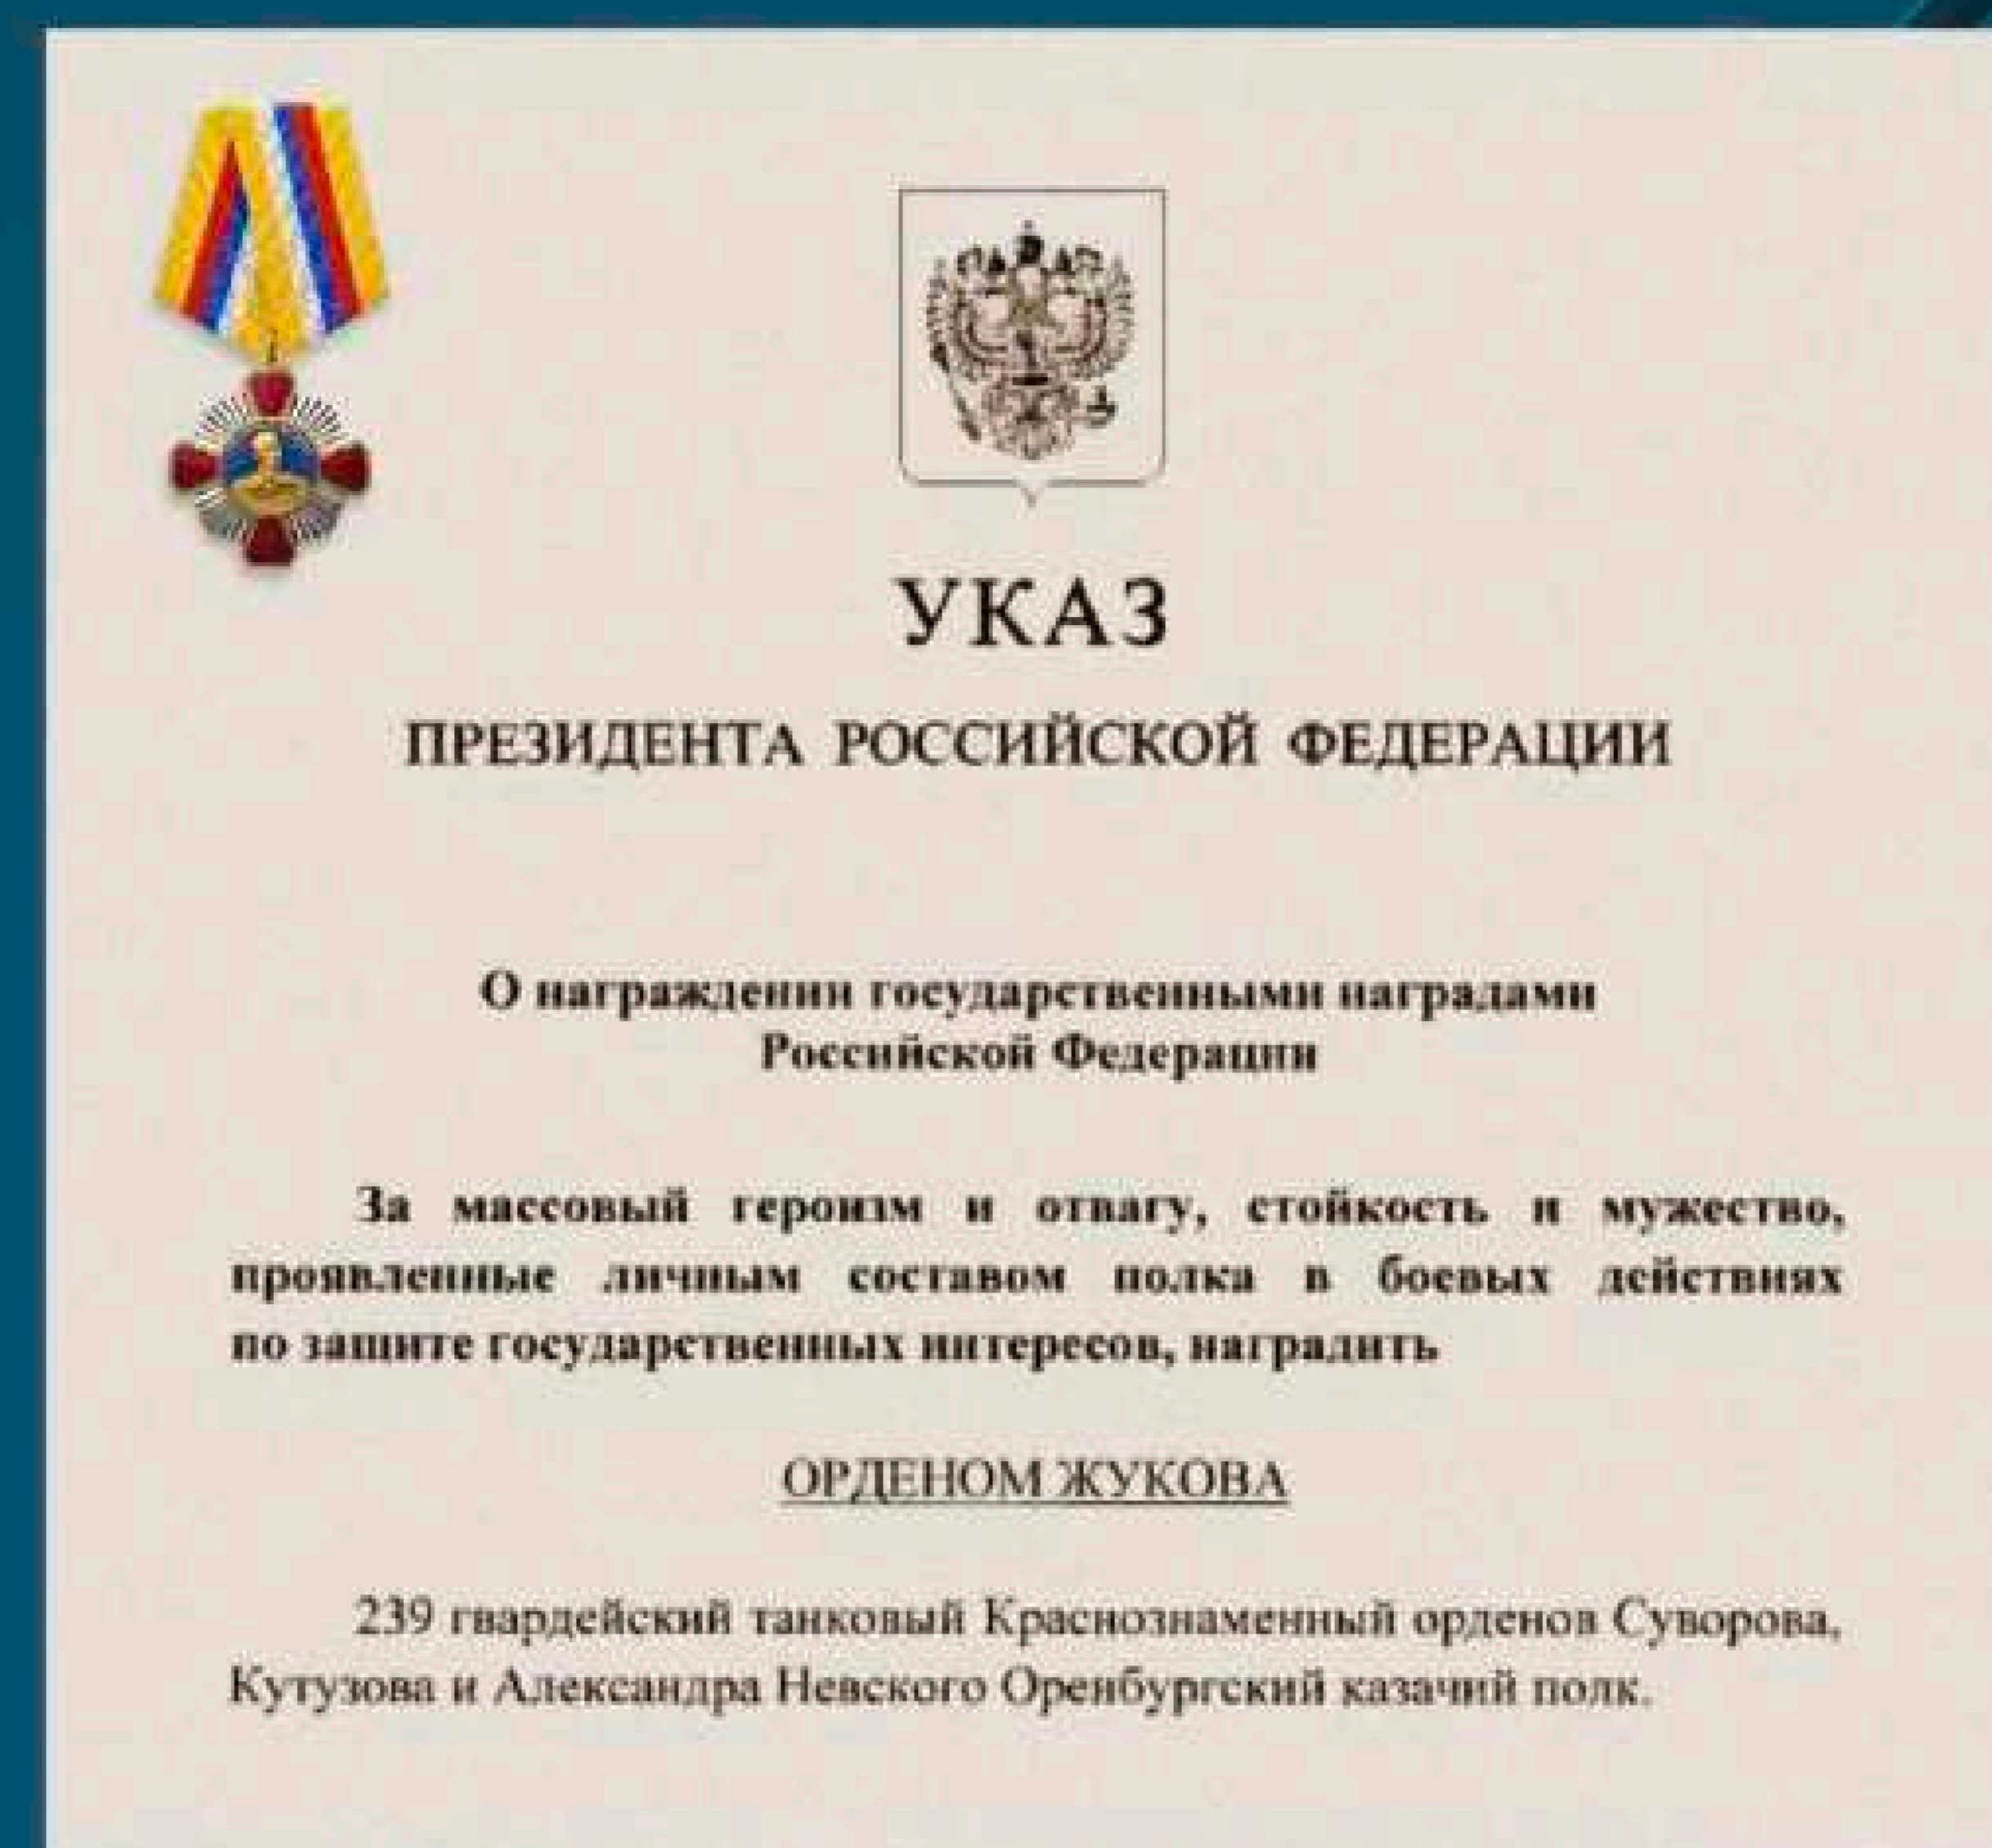 УКАЗ
ПРЕЗИДЕНТА РОССИЙСКОЙ ФЕДЕРАЦИИ
О награждении государственными наградами
Российской Федерации
За массовый героизм и отвагу, стойкость и мужество,
проявленные личным составом полка в боевых действиях
по защите государственных интересов, наградить
ОРДЕНОМ ЖУКОВА
239 гвардейский танковый Краснознаменный орденов Суворова,
Кутузова и Александра Невского Оренбургский казачий полк.